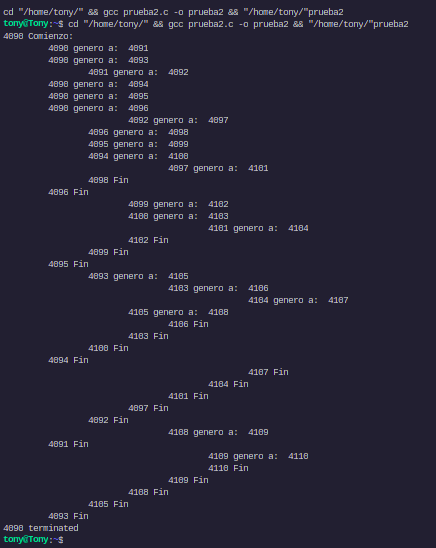 cd "/home/tony/" && gcc prueba2.c -o prueba2 && "/home/tony/"prueba2
tony@Tony:~$ cd "/home/tony/" && gcc prueba2.c -o prueba2 && "/home/tony/"prueba2
4090 Comienzo:
4090 genero a: 4091
4090 genero a: 4093
4091 genero a: 4092
4090 genero a: 4094
4090 genero a: 4095
4090 genero a: 4096
4092 genero a: 4097
4096 genero a: 4098
4095 genero a: 4099
4094 genero a: 4100
4097 genero a: 4101
4098 Fin
4096 Fin
4099 genero a: 4102
4100 genero a: 4103
4101 genero a: 4104
4102 Fin
4099 Fin
4095 Fin
4093 genero a: 4105
4103 genero a: 4106
4104 genero a: 4107
4105 genero a: 4108
4106 Fin
4103 Fin
4100 Fin
4094 Fin
4107 Fin
4104 Fin
4101 Fin
4097 Fin
4092 Fin
4108 genero a: 4109
4091 Fin
4109 genero a: 4110
4110 Fin
4109 Fin
4108 Fin
4105 Fin
4093 Fin
4090 terminated
tony@Tony:~$